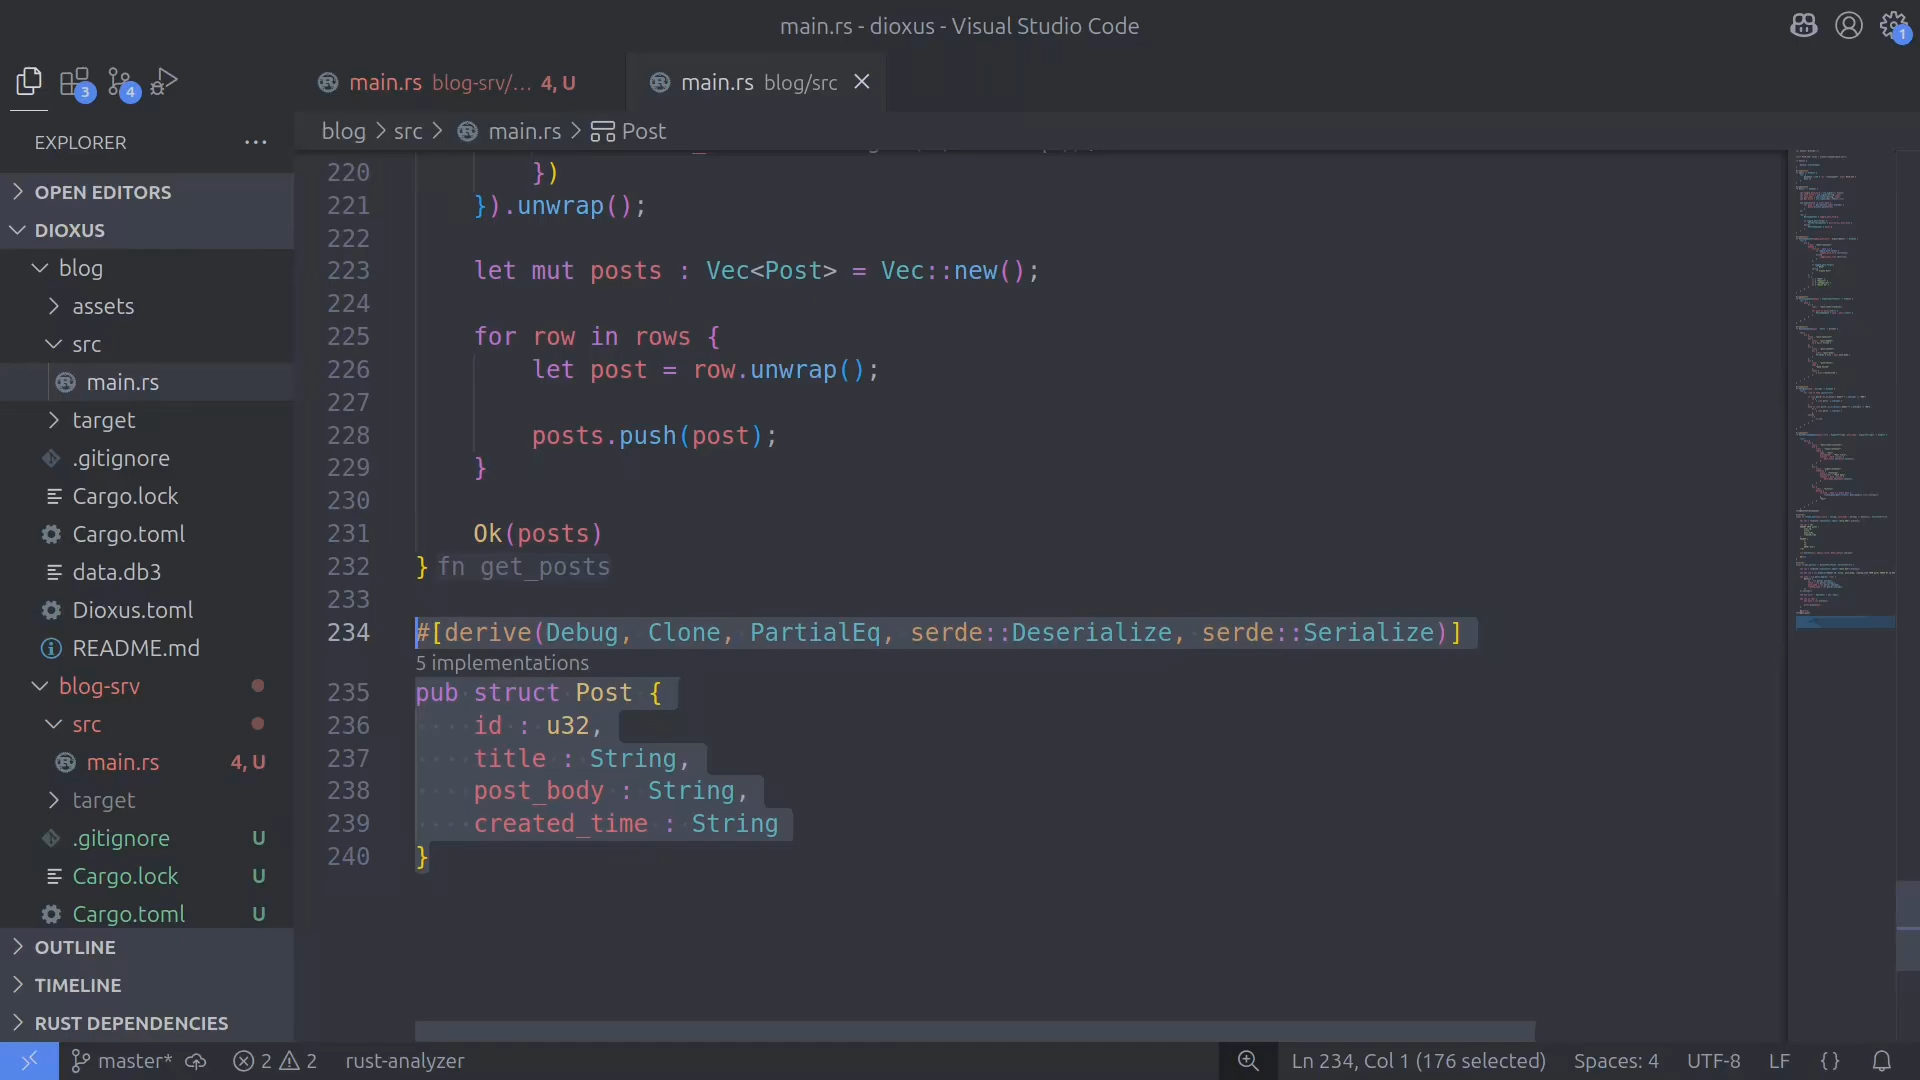 main.rs - dioxus - Visual Studio Code
1
3
4
main.rs blog-srv/... 4, U
main.rs blog/src
blog > src > main.rs > Post
EXPLORER
OPEN EDITORS
DIOXUS
blog
assets
src
main.rs
target
.gitignore
Cargo.lock
Cargo.toml
data.db3
Dioxus.toml
README.md
blog-srv
src
main.rs 4, U
target
.gitignore U
Cargo.lock U
Cargo.toml U
OUTLINE
TIMELINE
RUST DEPENDENCIES
220 })
221 }).unwrap();
222
223 let mut posts : Vec<Post> = Vec::new();
224
225 for row in rows {
226 let post = row.unwrap();
227
228 posts.push(post);
229 }
230
231 Ok(posts)
232 } fn get_posts
233
234 #[derive(Debug, Clone, PartialEq, serde::Deserialize, serde::Serialize)]
5 implementations
235 pub struct Post {
236 id : u32,
237 title : String,
238 post_body : String,
239 created_time : String
240 }
master* 2 2 rust-analyzer Ln 234, Col 1 (176 selected) Spaces: 4 UTF-8 LF {}